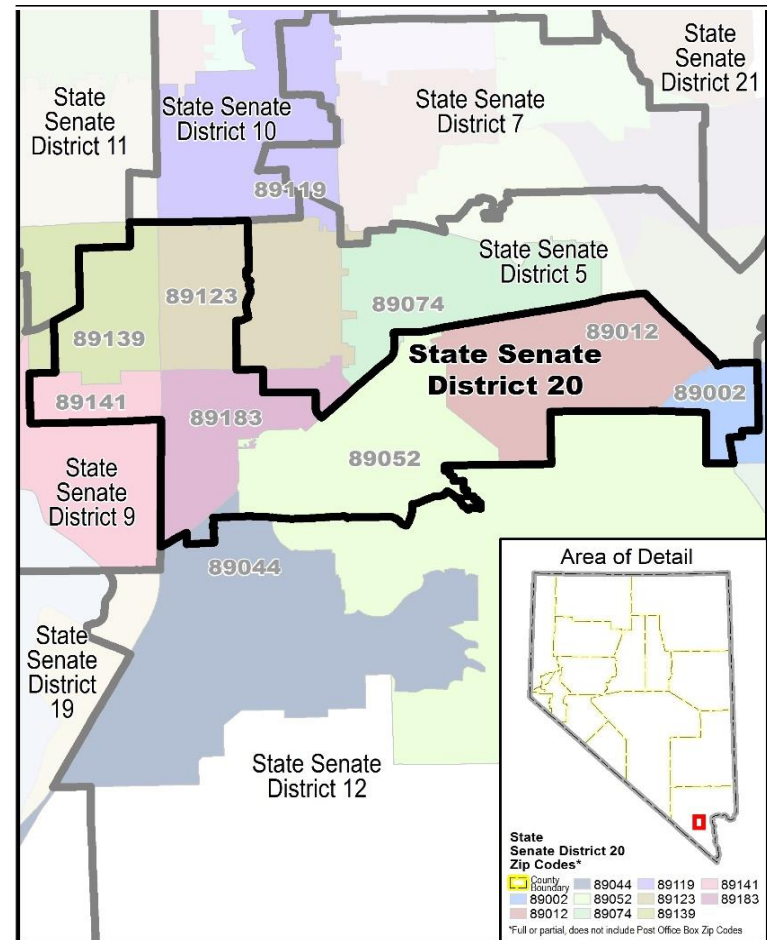 State
Senate
District 21
State
Senate
District 11
State Senate
District 10
State Senate
District 7
89119
State Senate
District 5
89123
89074
89139
89012
State Senate
District 20
89002
89141
89183
89052
State
Senate
District 9
89044
Area of Detail
State
Senate
District
19
State Senate
District 12
State
Senate District 20
Zip Codes*
County
Boundary
89044
89119
89141
89002
89052
89123
89183
89012
89074
89139
*Full or partial, does not include Post Office Box Zip Codes